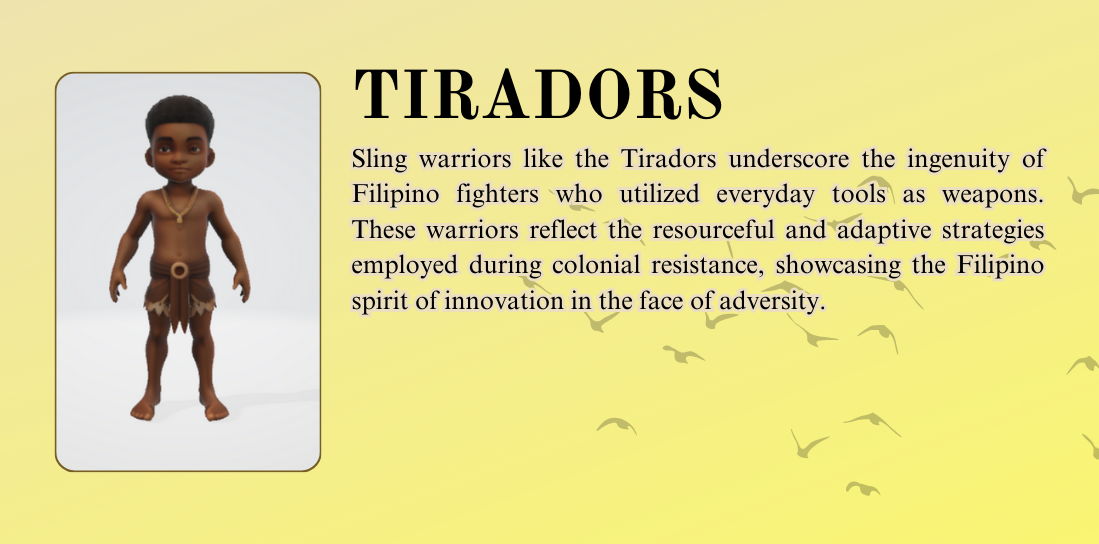 TIRADORS
Sling warriors like the Tiradors underscore the ingenuity of
Filipino fighters who utilized everyday tools as weapons.
These warriors reflect the resourceful and adaptive strategies
employed during colonial resistance, showcasing the Filipino
spirit of innovation in the face of adversity.